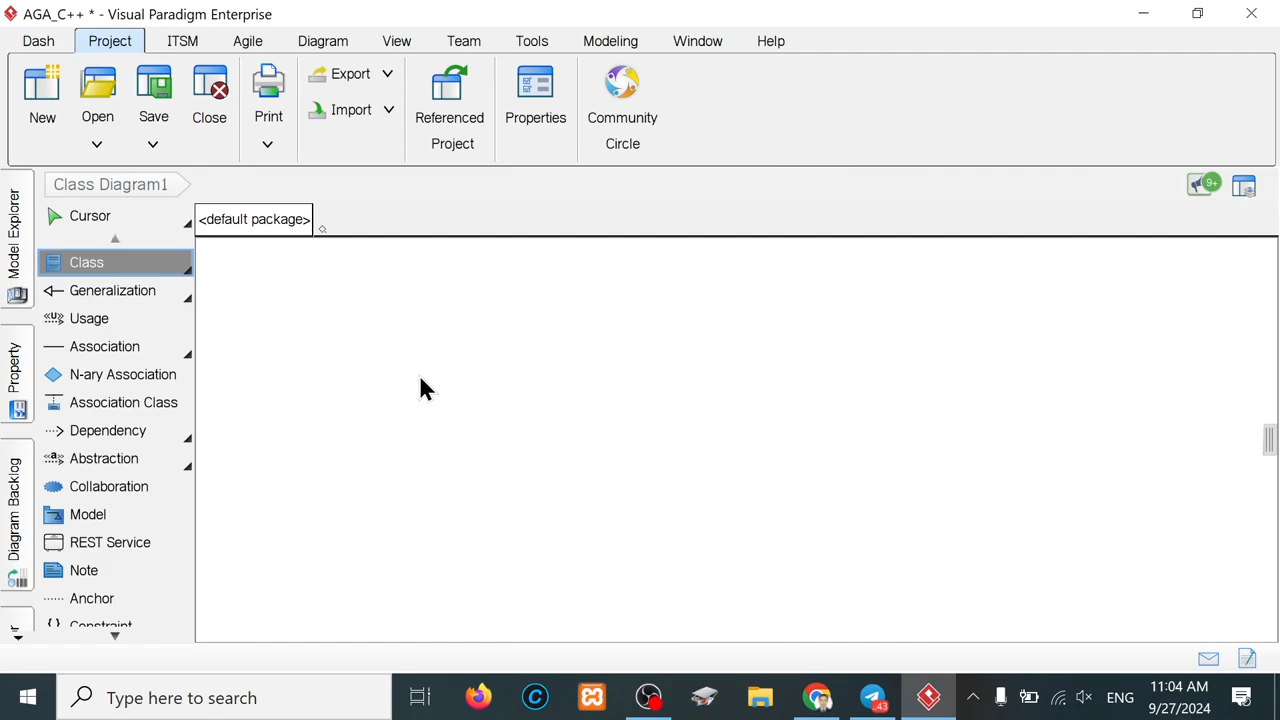 AGA_C++ * - Visual Paradigm Enterprise
Dash Project ITSM Agile Diagram View Team Tools Modeling Window Help
New Open Save Close Print Export Import Referenced Project Properties Community Circle
Class Diagram1
9+
Model Explorer
Property
Diagram Backlog
Cursor
<default package>
Class
Generalization
Usage
Association
N-ary Association
Association Class
Dependency
Abstraction
Collaboration
Model
REST Service
Note
Anchor
Constraint
Type here to search
43
ENG
11:04 AM
9/27/2024